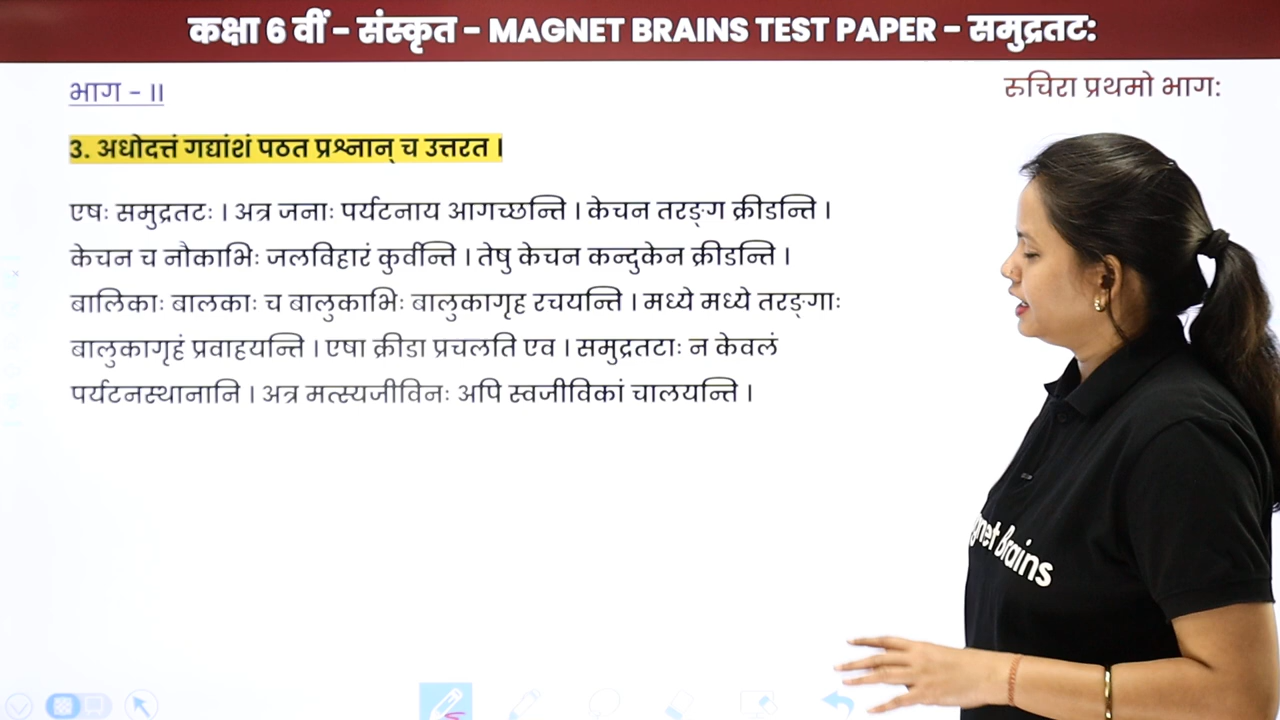 कक्षा 6 वीं - संस्कृत - MAGNET BRAINS TEST PAPER - समुद्रतट:
भाग - II
रुचिरा प्रथमो भाग:
3. अधोदत्तं गद्यांशं पठत प्रश्नान् च उत्तरत ।
एषः समुद्रतटः । अत्र जनाः पर्यटनाय आगच्छन्ति । केचन तरङ्ग क्रीडन्ति ।
केचन च नौकाभिः जलविहारं कुर्वन्ति । तेषु केचन कन्दुकेन क्रीडन्ति ।
बालिकाः बालकाः च बालुकाभिः बालुकागृह रचयन्ति । मध्ये मध्ये तरङ्गाः
बालुकागृहं प्रवाहयन्ति । एषा क्रीडा प्रचलति एव । समुद्रतटाः न केवलं
पर्यटनस्थानानि । अत्र मत्स्यजीविनः अपि स्वजीविकां चालयन्ति ।
Brains